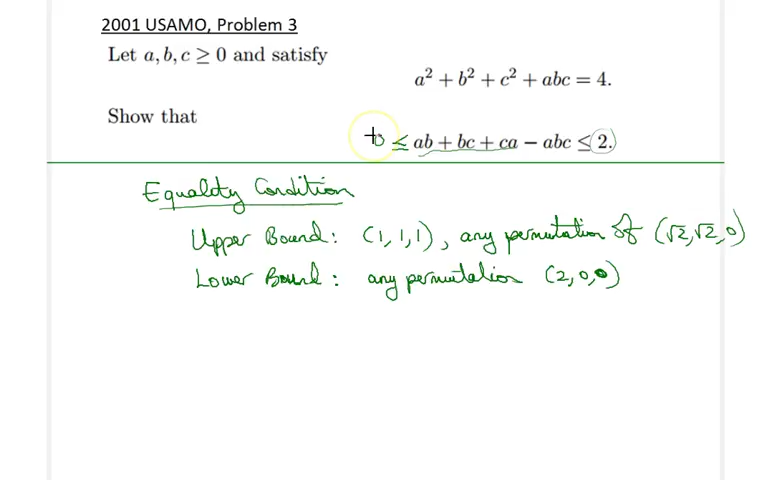 2001 USAMO, Problem 3
Let a, b, c ≥ 0 and satisfy
a² + b² + c² + abc = 4.
Show that
0 ≤ ab + bc + ca − abc ≤ 2.
Equality Condition
Upper Bound: (1, 1, 1), any permutation of (√2, √2, 0)
Lower Bound: any permutation (2, 0, 0)